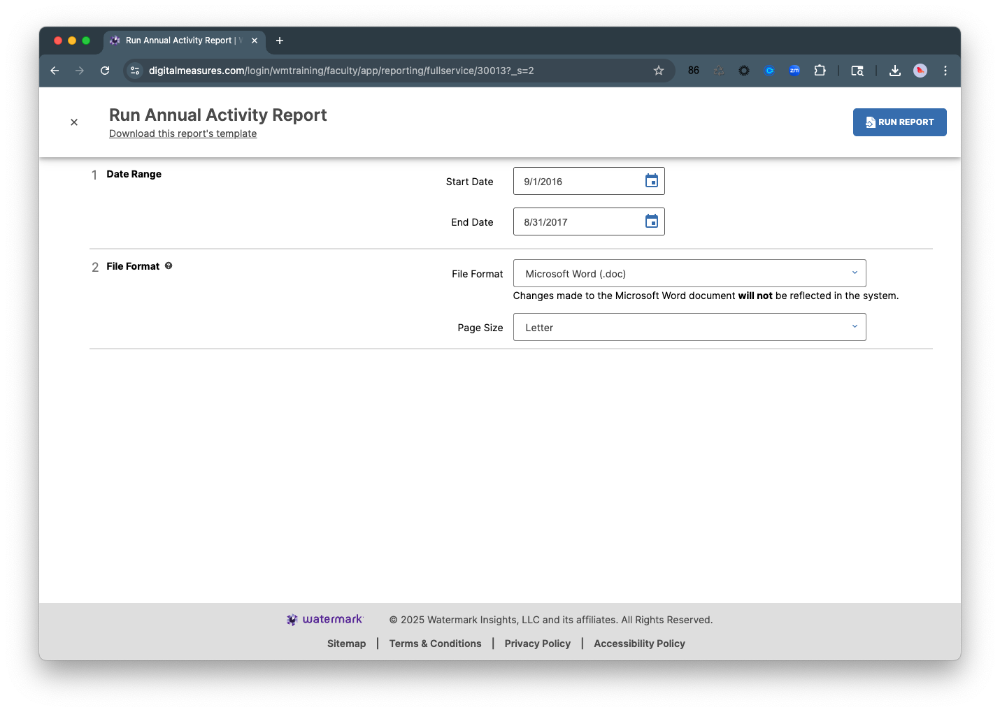 Run Annual Activity Report |
digitalmeasures.com/login/wmtraining/faculty/app/reporting/fullservice/30013?_s=2
86
zm
Run Annual Activity Report
Download this report's template
RUN REPORT
1 Date Range
Start Date 9/1/2016
End Date 8/31/2017
2 File Format ?
File Format Microsoft Word (.doc)
Changes made to the Microsoft Word document will not be reflected in the system.
Page Size Letter
watermark © 2025 Watermark Insights, LLC and its affiliates. All Rights Reserved.
Sitemap | Terms & Conditions | Privacy Policy | Accessibility Policy